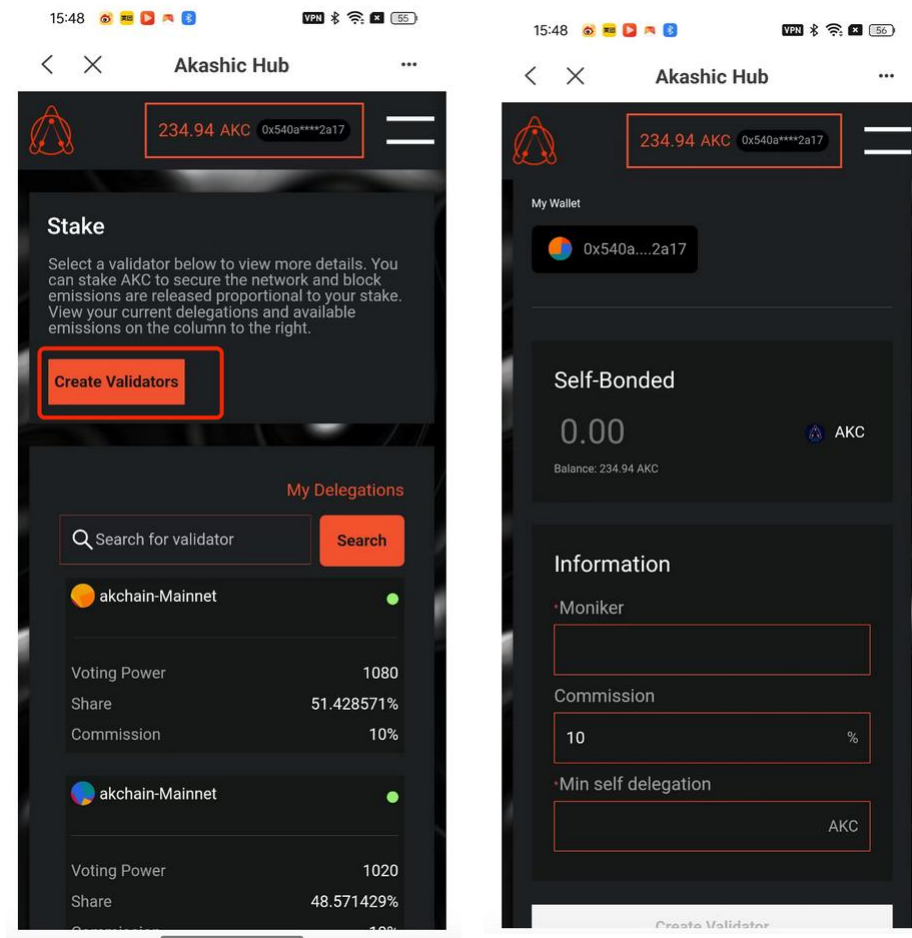 15:48
VPN
55
Akashic Hub
234.94 AKC 0x540a****2a17
Stake
Select a validator below to view more details. You
can stake AKC to secure the network and block
emissions are released proportional to your stake.
View your current delegations and available
emissions on the column to the right.
Create Validators
My Delegations
Search for validator
Search
akchain-Mainnet
Voting Power 1080
Share 51.428571%
Commission 10%
akchain-Mainnet
Voting Power 1020
Share 48.571429%
Commission 10%
15:48
VPN
56
Akashic Hub
234.94 AKC 0x540a****2a17
My Wallet
0x540a....2a17
Self-Bonded
0.00 AKC
Balance: 234.94 AKC
Information
*Moniker
Commission
10 %
*Min self delegation
AKC
Create Validator